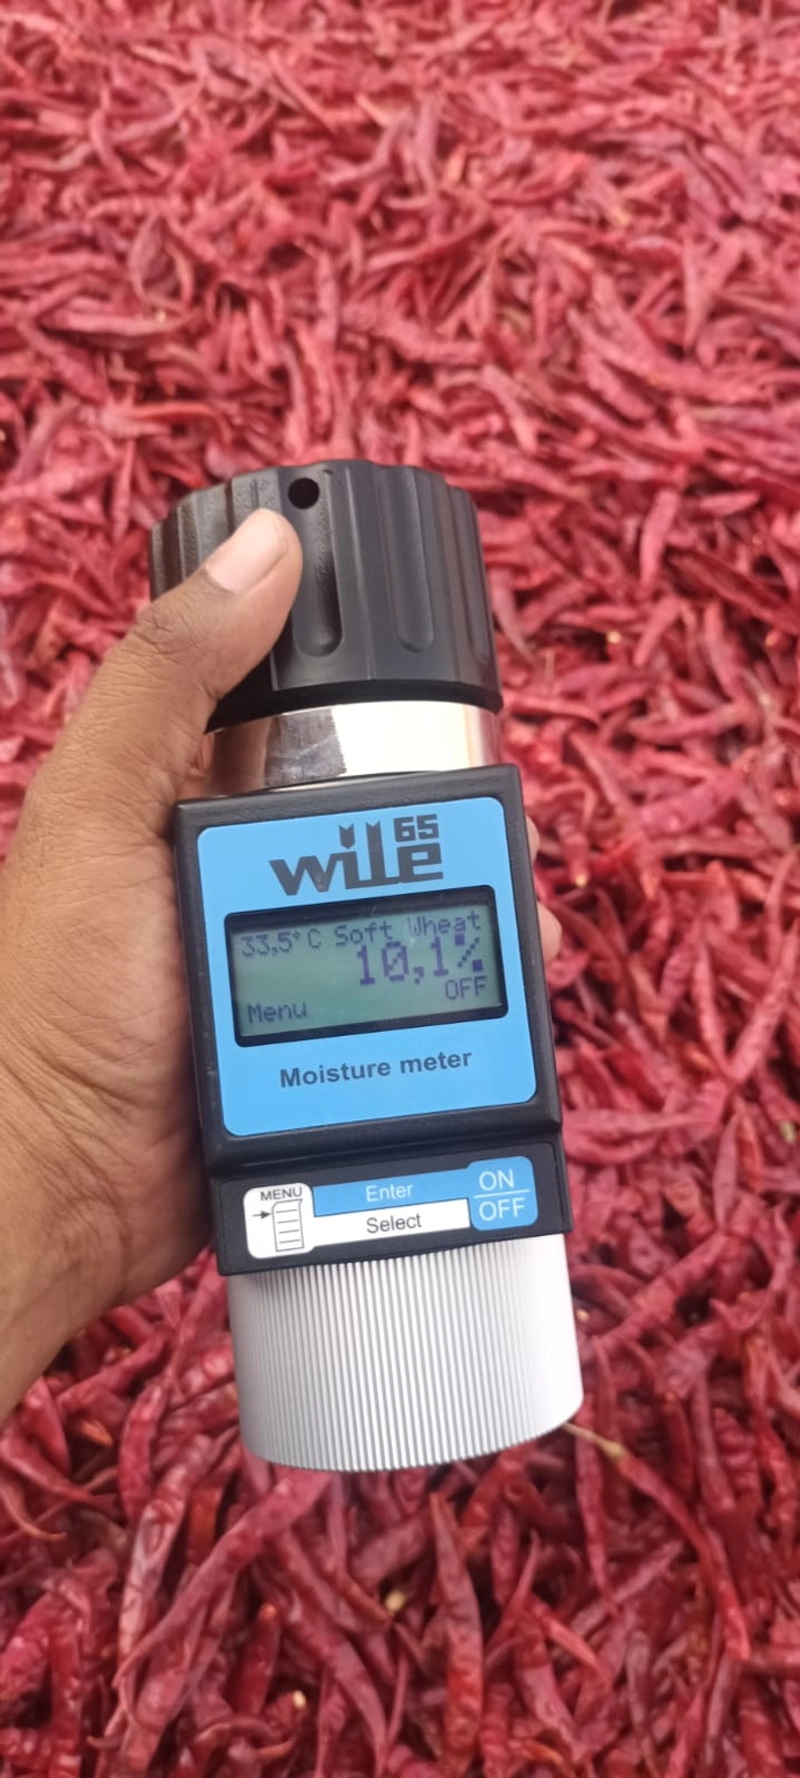 wile 65
33,5°C Soft Wheat
10,1%
OFF
Menu
Moisture meter
MENU
Enter
Select
ON
OFF